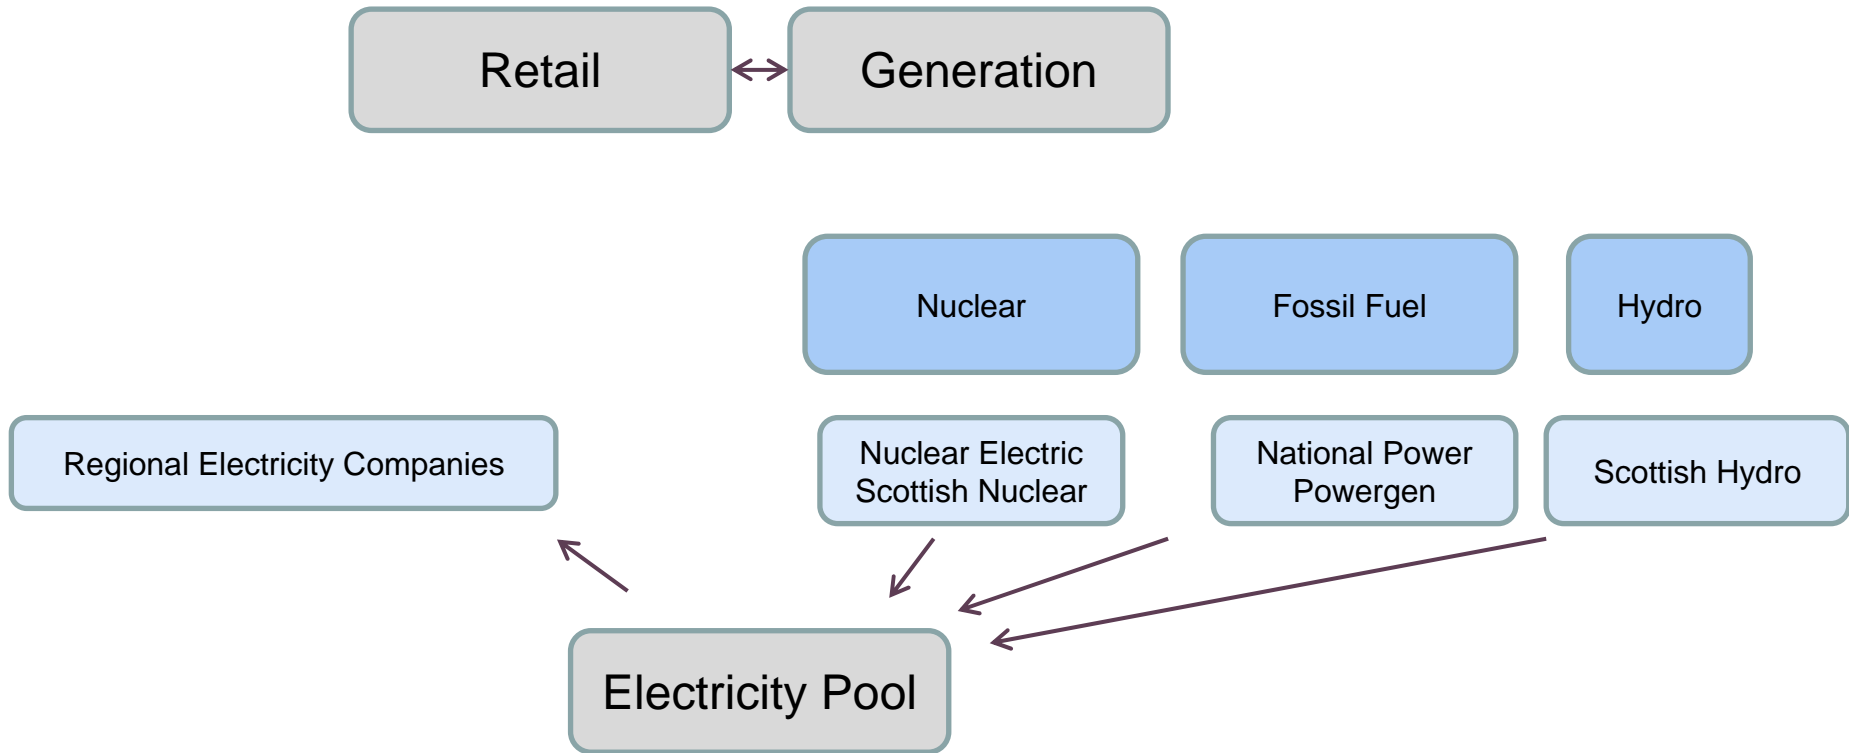 Retail
Generation
Nuclear
Fossil Fuel
Hydro
Regional Electricity Companies
Nuclear Electric
Scottish Nuclear
National Power
Powergen
Scottish Hydro
Electricity Pool